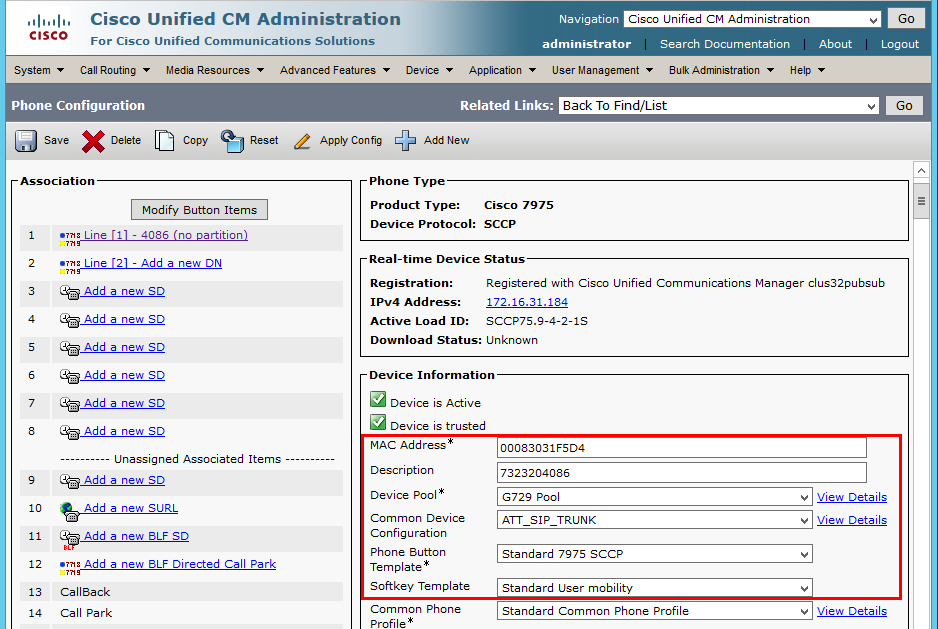 Cisco Unified CM Administration
Navigation Cisco Unified CM Administration Go
CISCO For Cisco Unified Communications Solutions
administrator | Search Documentation | About | Logout
System Call Routing Media Resources Advanced Features Device Application User Management Bulk Administration Help
Phone Configuration
Related Links: Back To Find/List Go
Save Delete Copy Reset Apply Config Add New
Association
Modify Button Items
1 7718 7719 Line [1] - 4086 (no partition)
2 7718 7719 Line [2] - Add a new DN
3 Add a new SD
4 Add a new SD
5 Add a new SD
6 Add a new SD
7 Add a new SD
8 Add a new SD
---------- Unassigned Associated Items ----------
9 Add a new SD
10 Add a new SURL
11 BLF Add a new BLF SD
12 7718 7719 Add a new BLF Directed Call Park
13 CallBack
14 Call Park
Phone Type
Product Type: Cisco 7975
Device Protocol: SCCP
Real-time Device Status
Registration: Registered with Cisco Unified Communications Manager clus32pubsub
IPv4 Address: 172.16.31.184
Active Load ID: SCCP75.9-4-2-1S
Download Status: Unknown
Device Information
Device is Active
Device is trusted
MAC Address* 00083031F5D4
Description 7323204086
Device Pool* G729 Pool View Details
Common Device Configuration ATT_SIP_TRUNK View Details
Phone Button Template* Standard 7975 SCCP
Softkey Template Standard User mobility
Common Phone Profile* Standard Common Phone Profile View Details